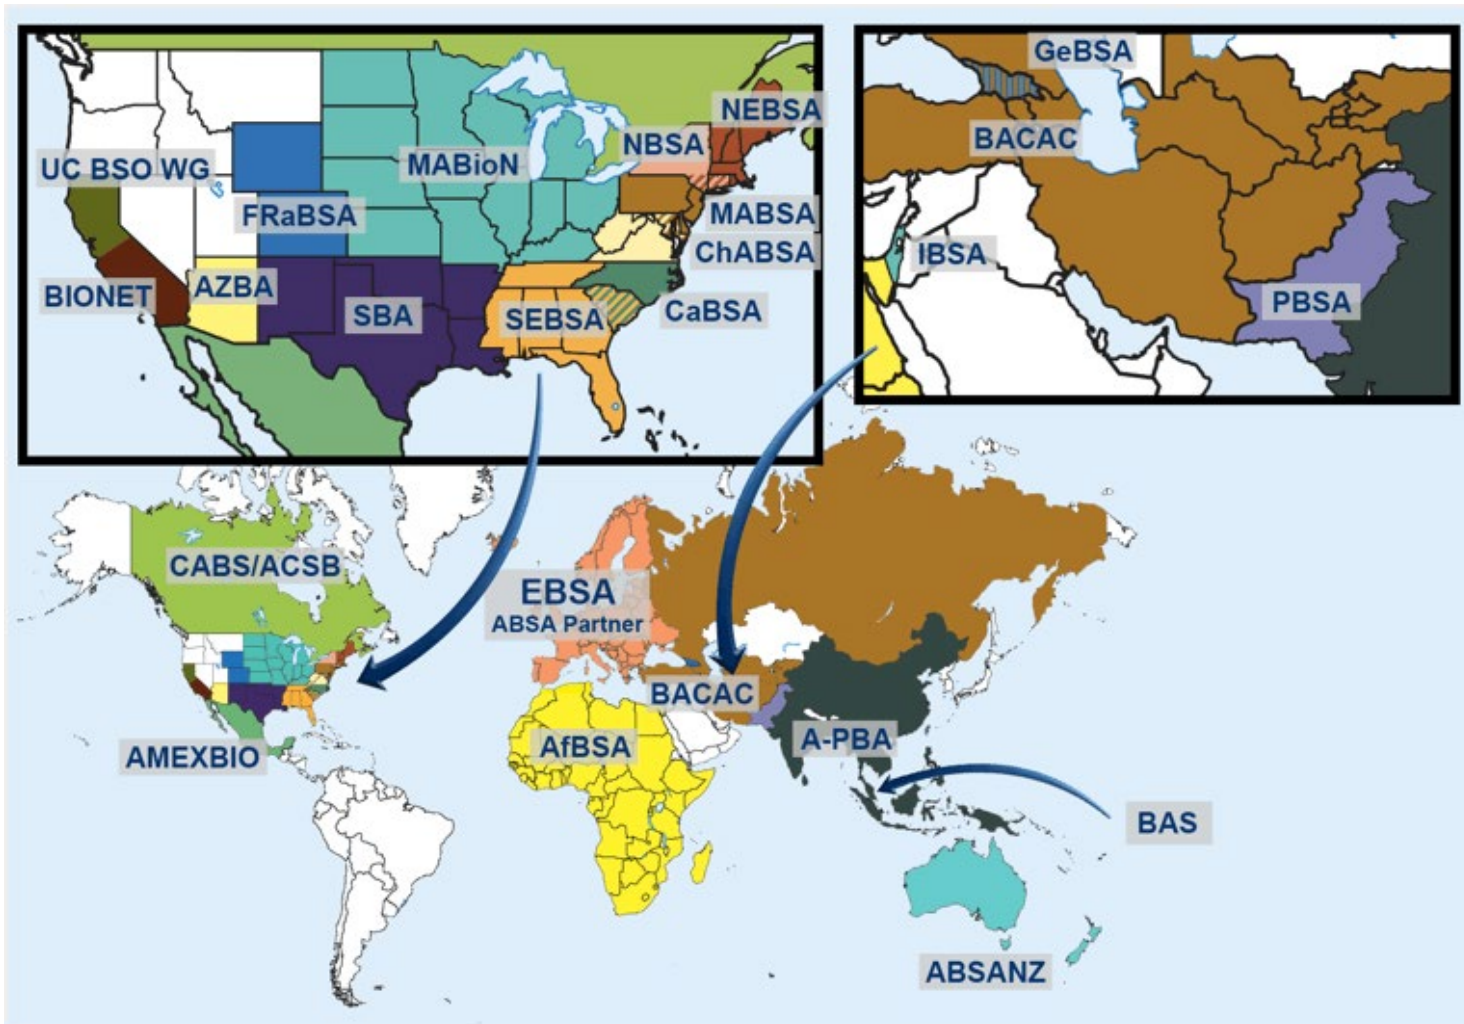 GeBSA
NEBSA
NBSA
BACAC
UC BSO WG
MABioN
FRaBSA
MABSA
ChABSA
IBSA
BIONET
AZBA
SBA
SEBSA
CaBSA
PBSA
CABS/ACSB
EBSA
ABSA Partner
BACAC
AMEXBIO
AfBSA
A-PBA
BAS
ABSANZ